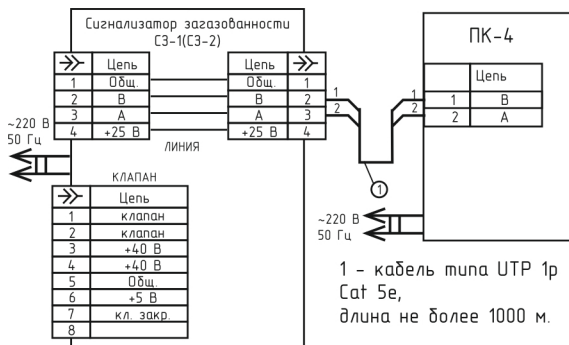 Сигнализатор загазованности
СЗ-1(СЗ-2)
ПК-4
Цепь
1 Общ.
2 В
3 А
4 +25 В
ЛИНИЯ
Цепь
Общ. 1
В 2
А 3
+25 В 4
1
2
1
2
Цепь
1 В
2 А
~220 В
50 Гц
КЛАПАН
Цепь
1 клапан
2 клапан
3 +40 В
4 +40 В
5 Общ.
6 +5 В
7 кл. закр.
8
1
~220 В
50 Гц
1 - кабель типа UTP 1р
Cat 5e,
длина не более 1000 м.